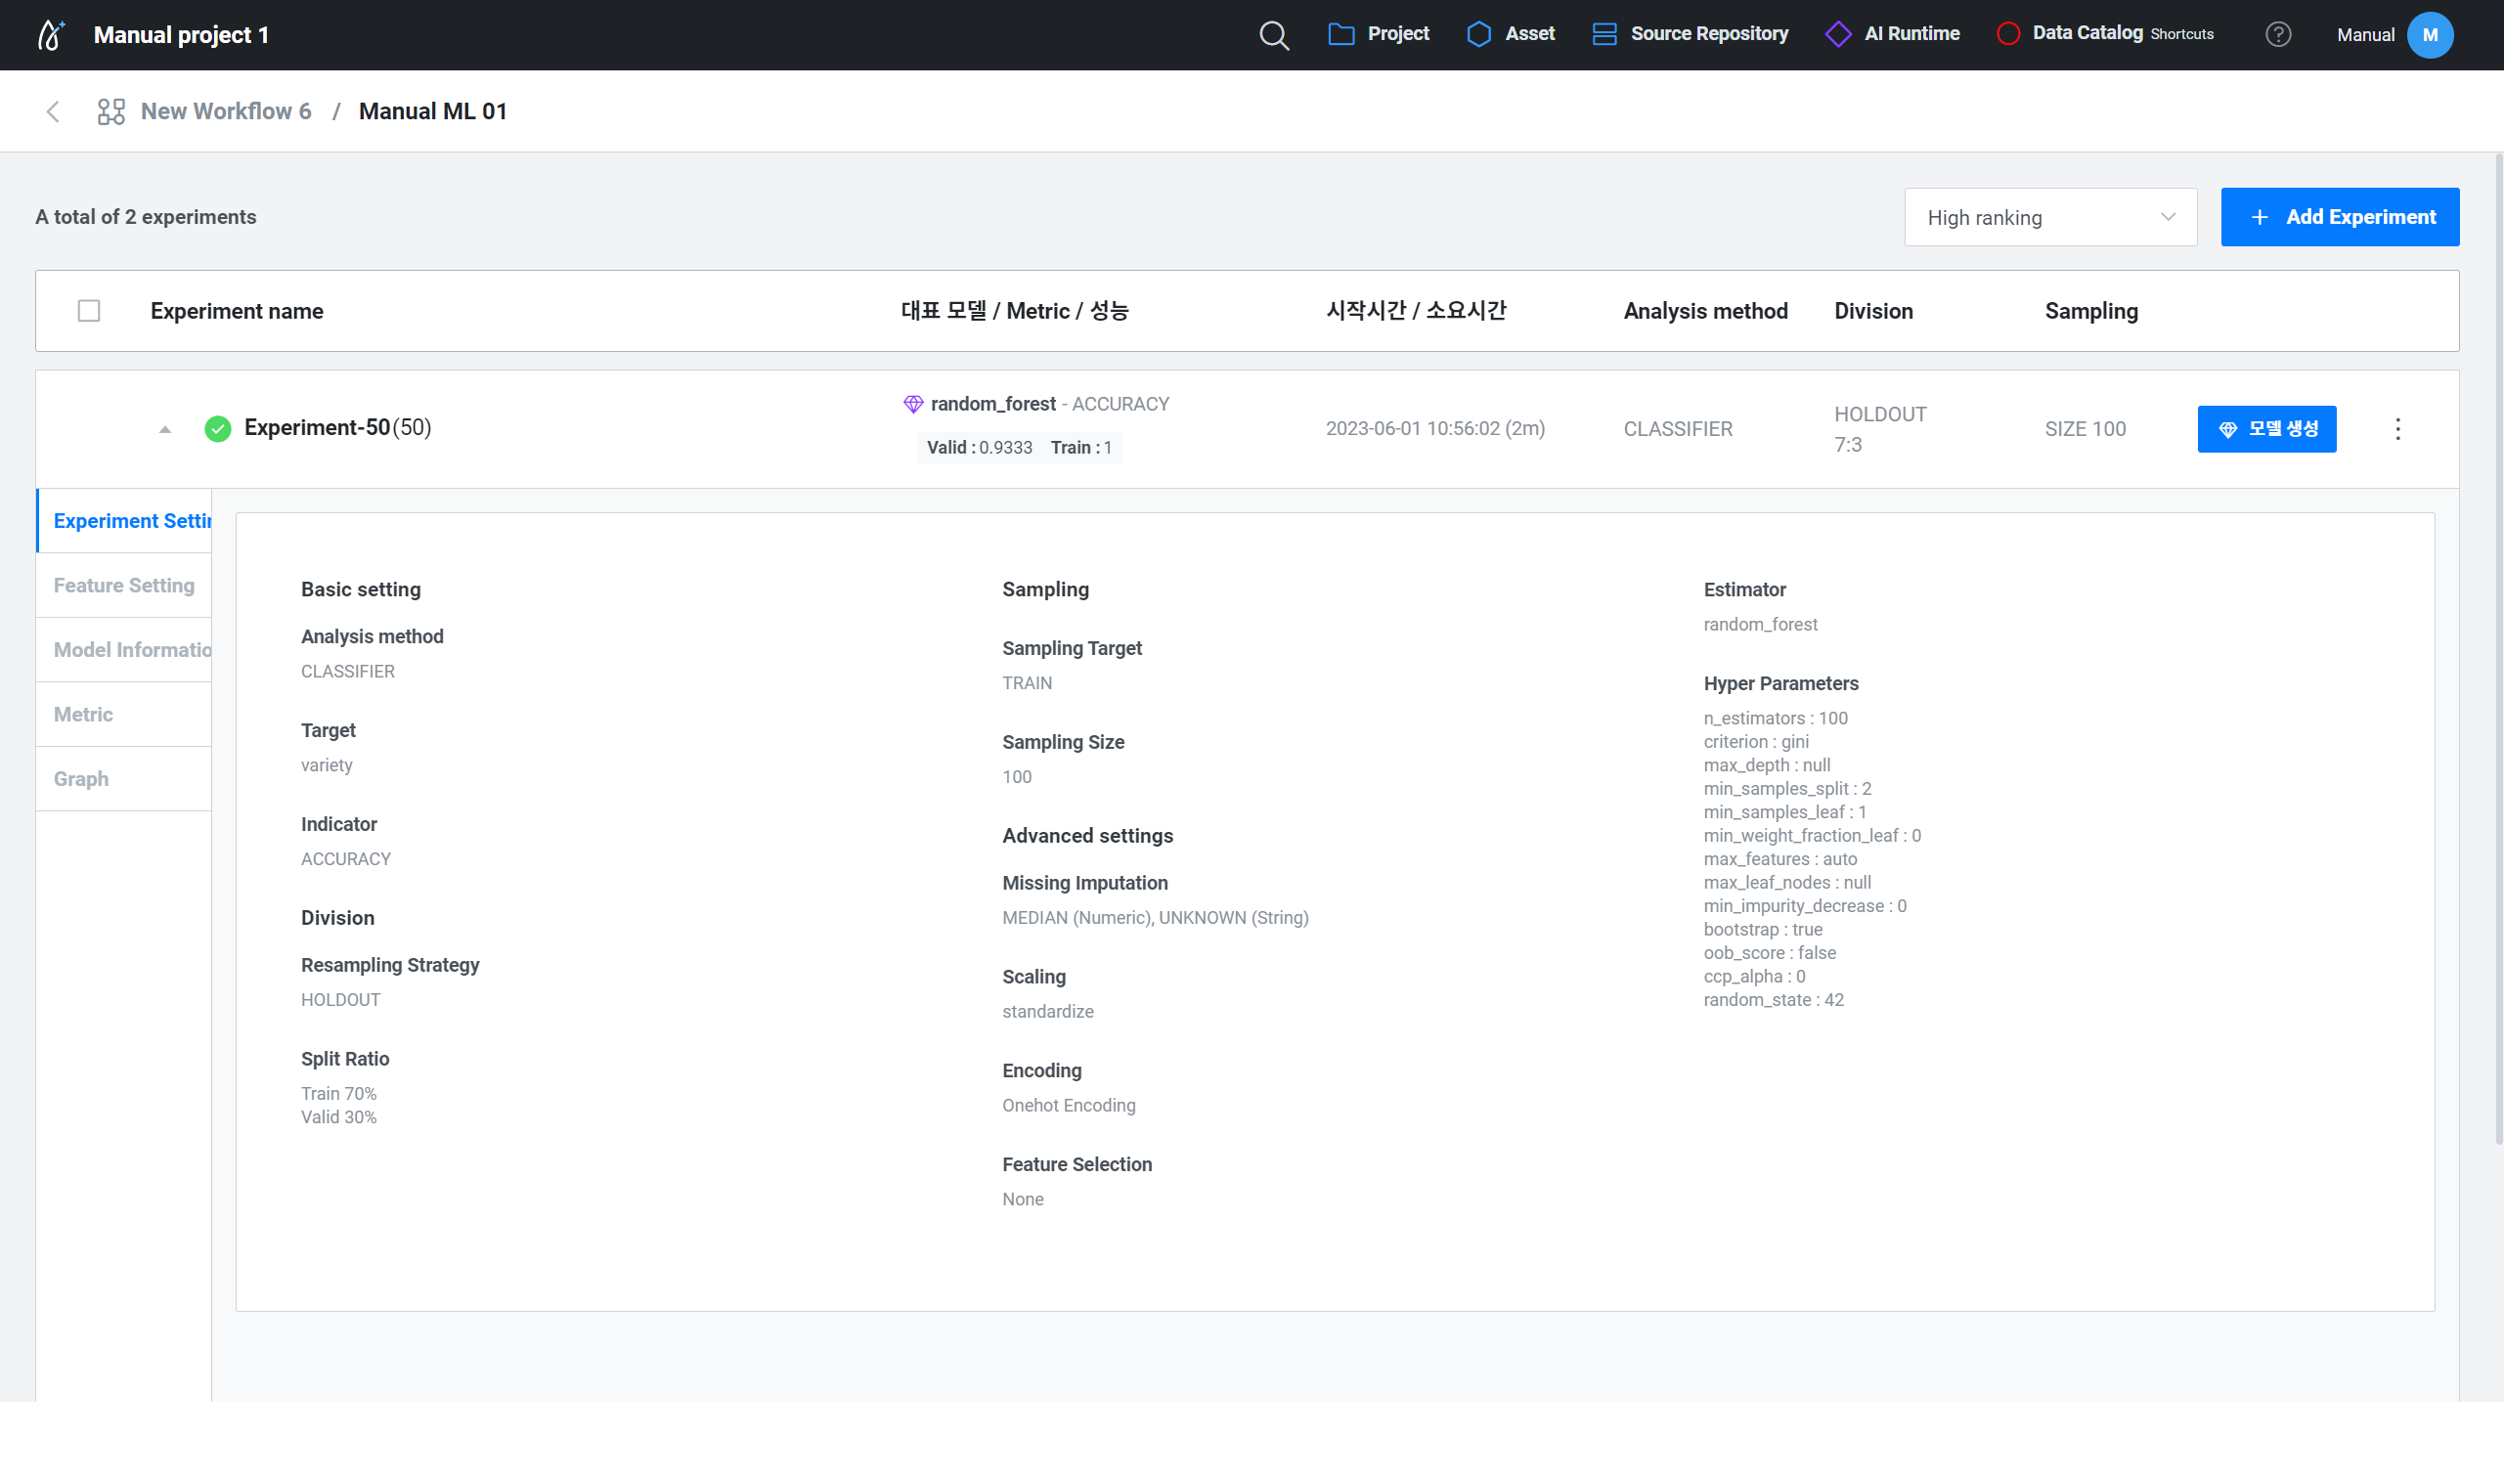 Manual project 1
Project
Asset
Source Repository
AI Runtime
Data Catalog Shortcuts
?
Manual
M
New Workflow 6 / Manual ML 01
A total of 2 experiments
High ranking
+ Add Experiment
Experiment name
대표 모델 / Metric / 성능
시작시간 / 소요시간
Analysis method
Division
Sampling
Experiment-50(50)
random_forest - ACCURACY
Valid : 0.9333 Train : 1
2023-06-01 10:56:02 (2m)
CLASSIFIER
HOLDOUT
7:3
SIZE 100
모델 생성
Experiment Settin
Feature Setting
Model Informatio
Metric
Graph
Basic setting
Analysis method
CLASSIFIER
Target
variety
Indicator
ACCURACY
Division
Resampling Strategy
HOLDOUT
Split Ratio
Train 70%
Valid 30%
Sampling
Sampling Target
TRAIN
Sampling Size
100
Advanced settings
Missing Imputation
MEDIAN (Numeric), UNKNOWN (String)
Scaling
standardize
Encoding
Onehot Encoding
Feature Selection
None
Estimator
random_forest
Hyper Parameters
n_estimators : 100
criterion : gini
max_depth : null
min_samples_split : 2
min_samples_leaf : 1
min_weight_fraction_leaf : 0
max_features : auto
max_leaf_nodes : null
min_impurity_decrease : 0
bootstrap : true
oob_score : false
ccp_alpha : 0
random_state : 42